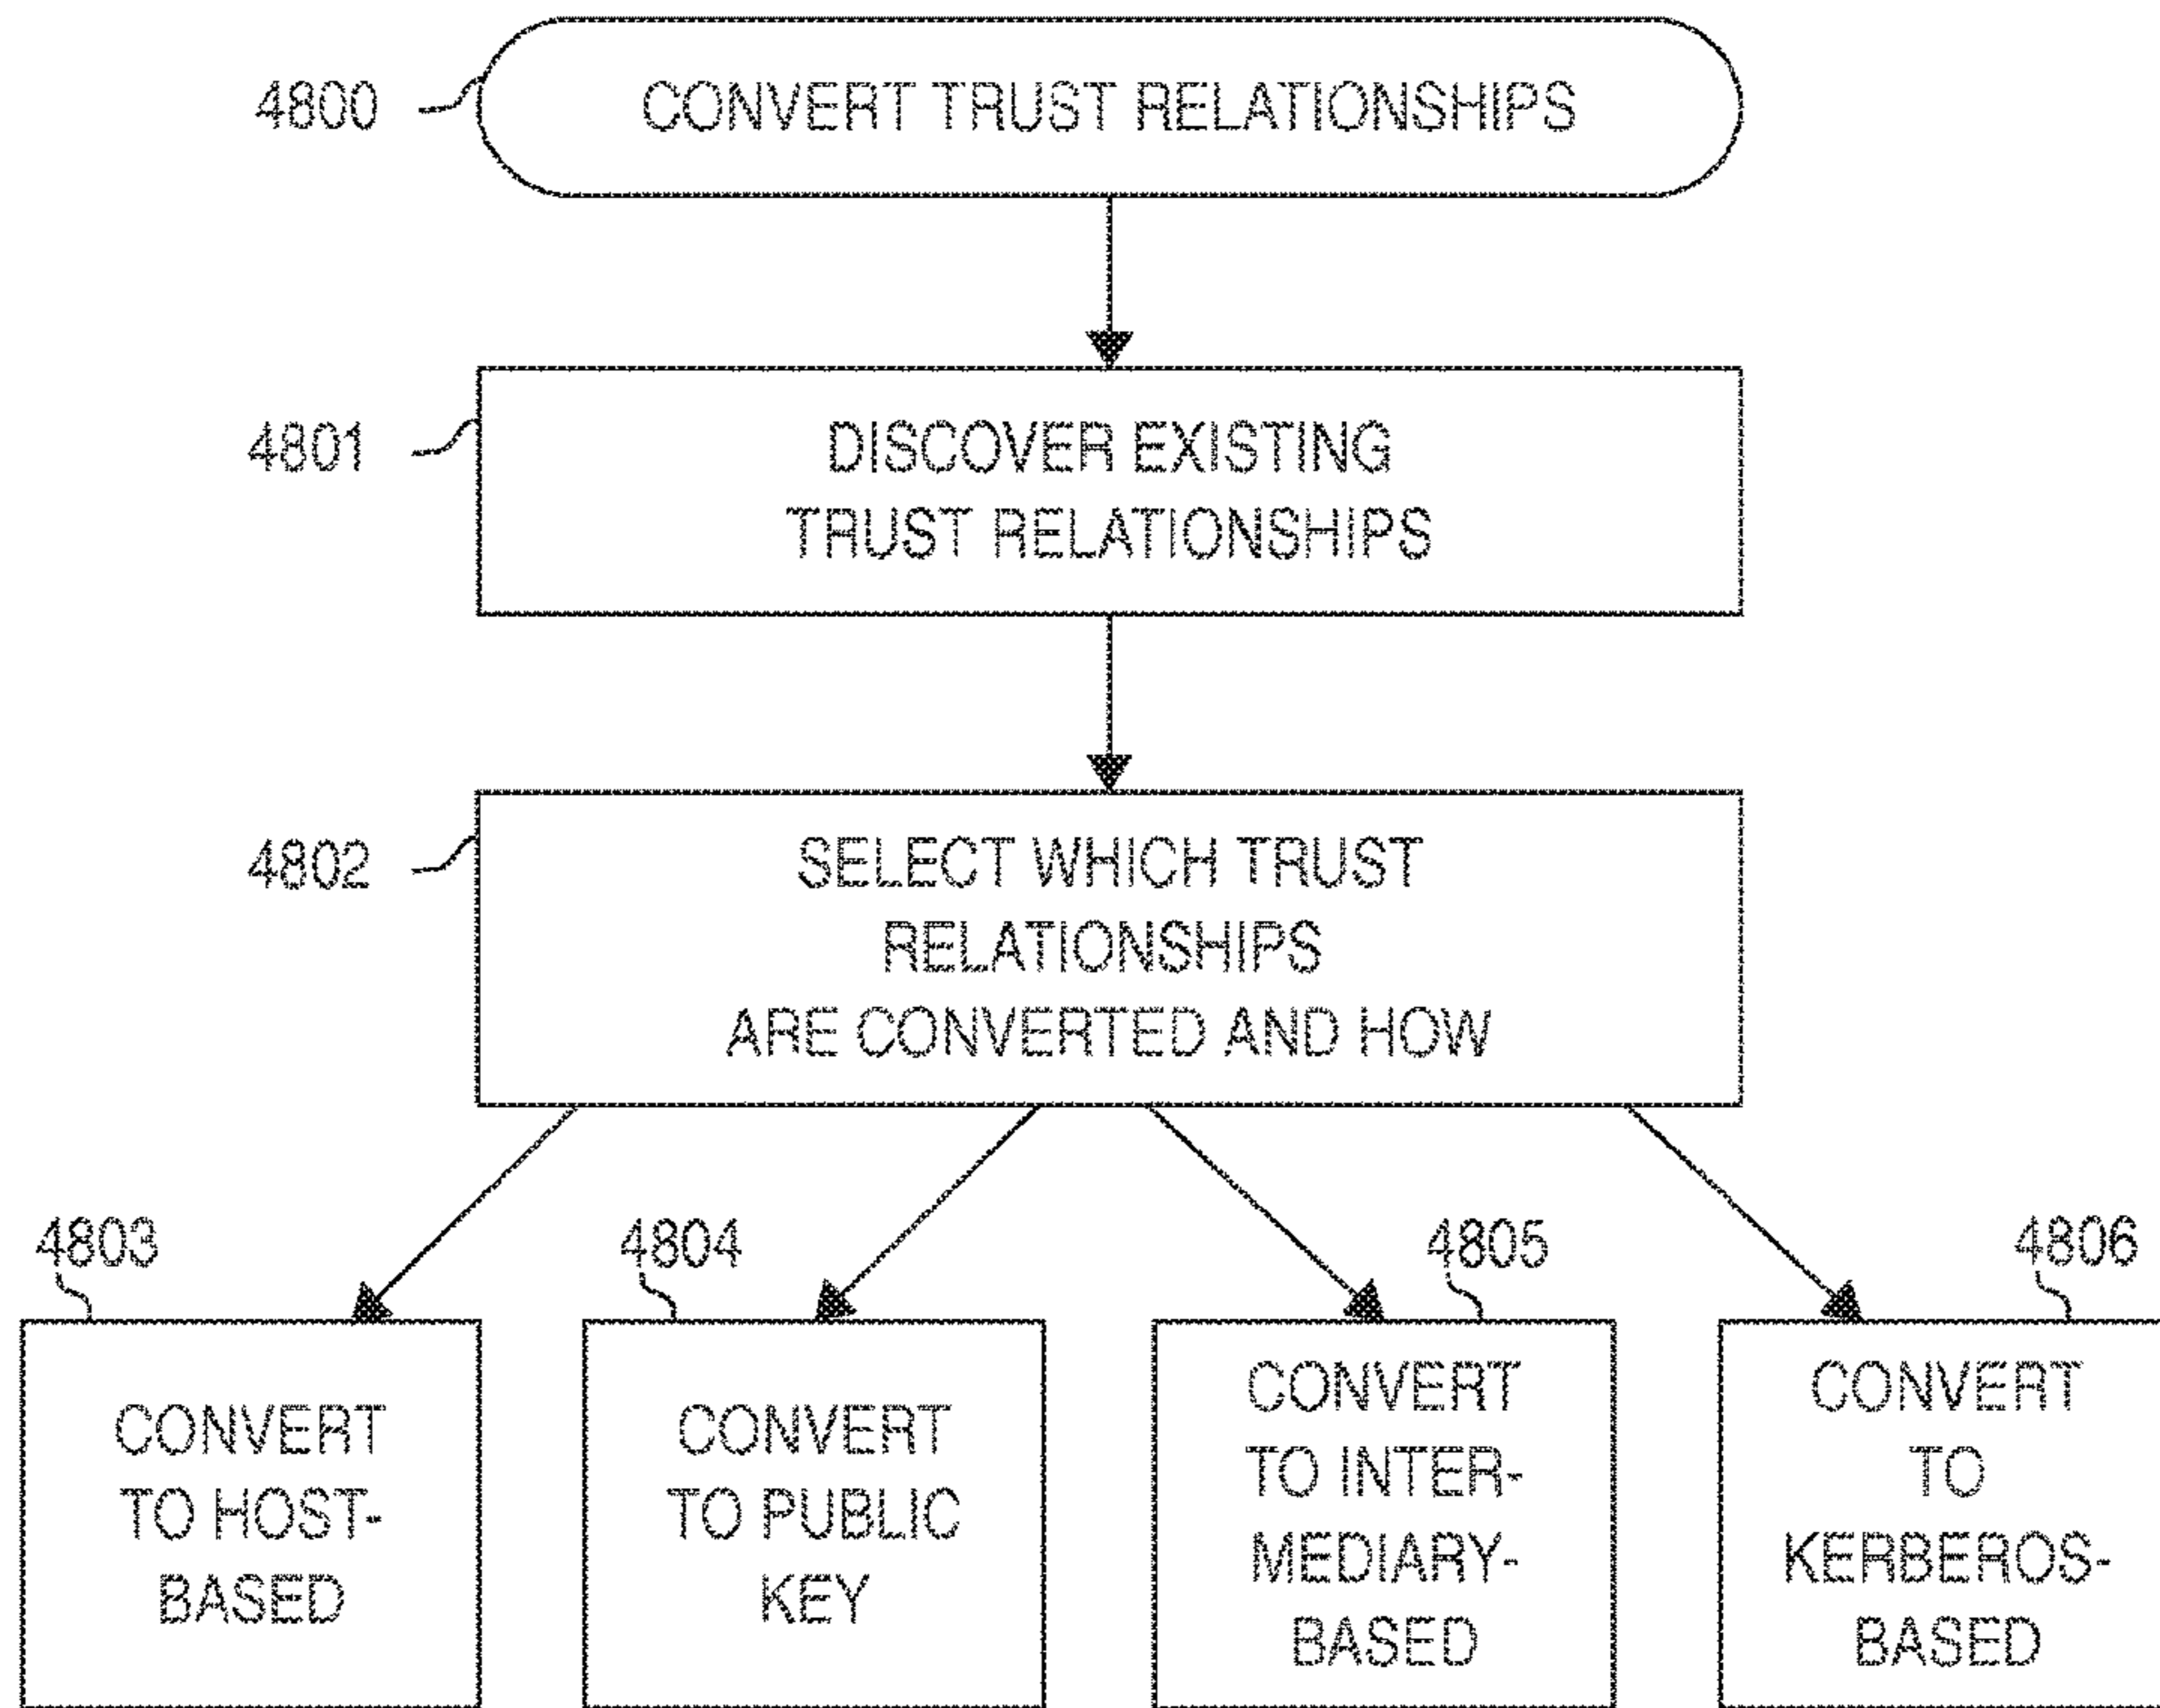 4800
CONVERT TRUST RELATIONSHIPS
4801
DISCOVER EXISTING
TRUST RELATIONSHIPS
4802
SELECT WHICH TRUST
RELATIONSHIPS
ARE CONVERTED AND HOW
4803
CONVERT
TO HOST-
BASED
4804
CONVERT
TO PUBLIC
KEY
4805
CONVERT
TO INTER-
MEDIARY-
BASED
4806
CONVERT
TO
KERBEROS-
BASED